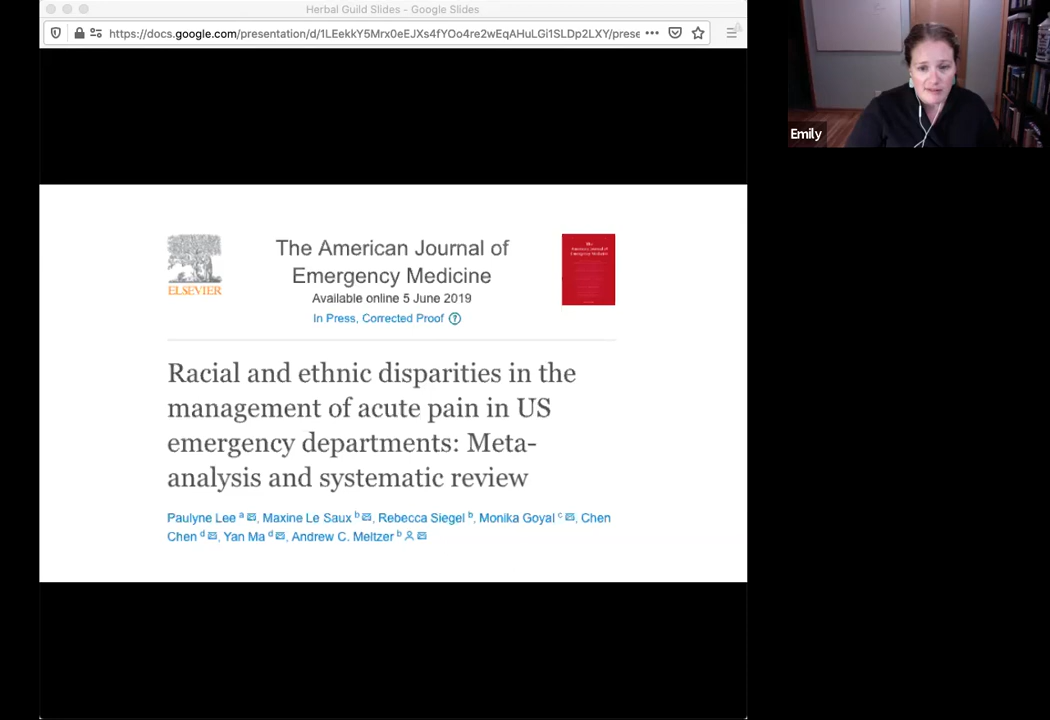 Herbal Guild Slides - Google Slides
https://docs.google.com/presentation/d/1LEekkY5Mrx0eEJXs4fYOo4re2wEqAHuLGi1SLDp2LXY/prese
Emily
The American Journal of
Emergency Medicine
Available online 5 June 2019
In Press, Corrected Proof ?
ELSEVIER
Racial and ethnic disparities in the
management of acute pain in US
emergency departments: Meta-
analysis and systematic review
Paulyne Lee a, Maxine Le Saux b, Rebecca Siegel b, Monika Goyal c, Chen
Chen d, Yan Ma d, Andrew C. Meltzer b